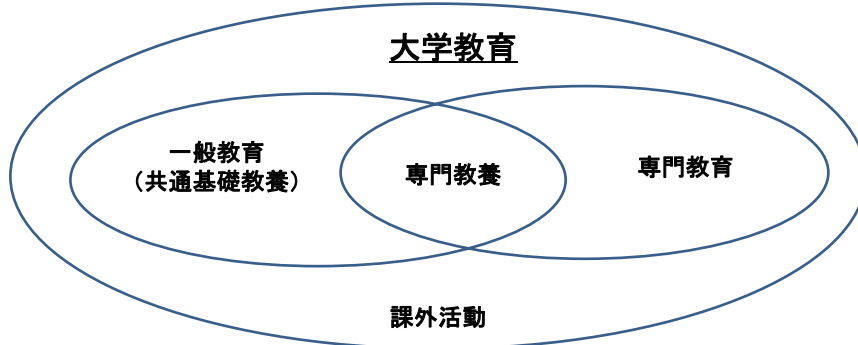 大学教育
一般教育
（共通基礎教養）
専門教養
専門教育
課外活動